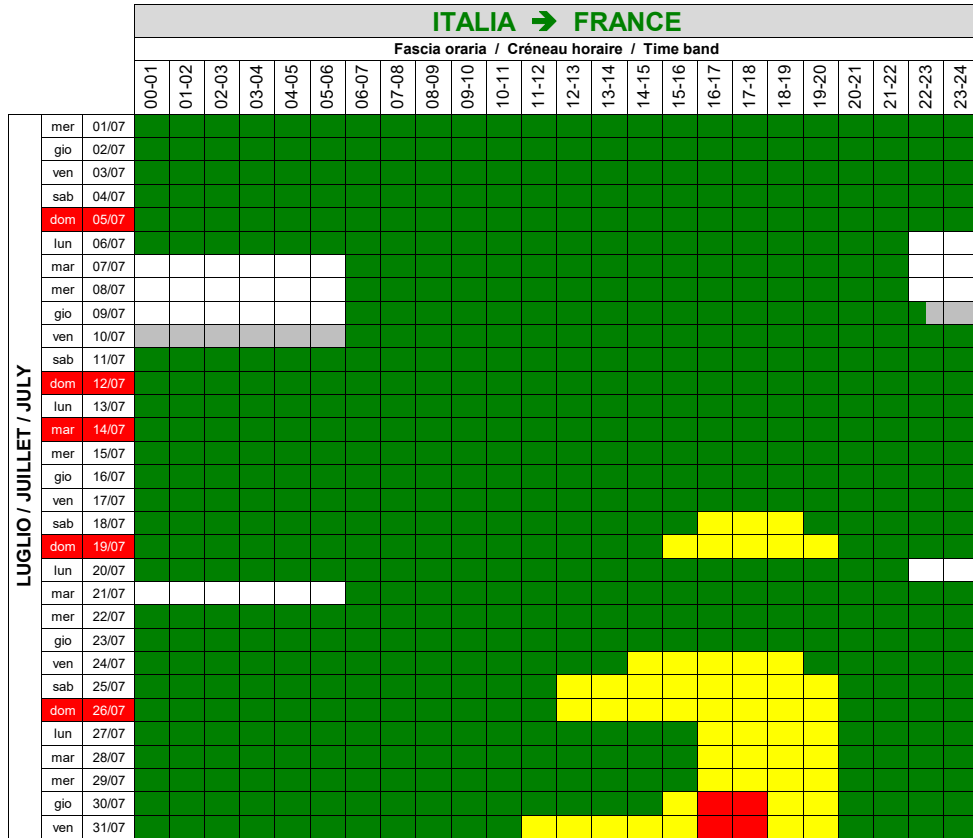 ITALIA ➔ FRANCE
Fascia oraria / Créneau horaire / Time band
00-01 01-02 02-03 03-04 04-05 05-06 06-07 07-08 08-09 09-10 10-11 11-12 12-13 13-14 14-15 15-16 16-17 17-18 18-19 19-20 20-21 21-22 22-23 23-24
LUGLIO / JUILLET / JULY
mer 01/07
gio 02/07
ven 03/07
sab 04/07
dom 05/07
lun 06/07
mar 07/07
mer 08/07
gio 09/07
ven 10/07
sab 11/07
dom 12/07
lun 13/07
mar 14/07
mer 15/07
gio 16/07
ven 17/07
sab 18/07
dom 19/07
lun 20/07
mar 21/07
mer 22/07
gio 23/07
ven 24/07
sab 25/07
dom 26/07
lun 27/07
mar 28/07
mer 29/07
gio 30/07
ven 31/07